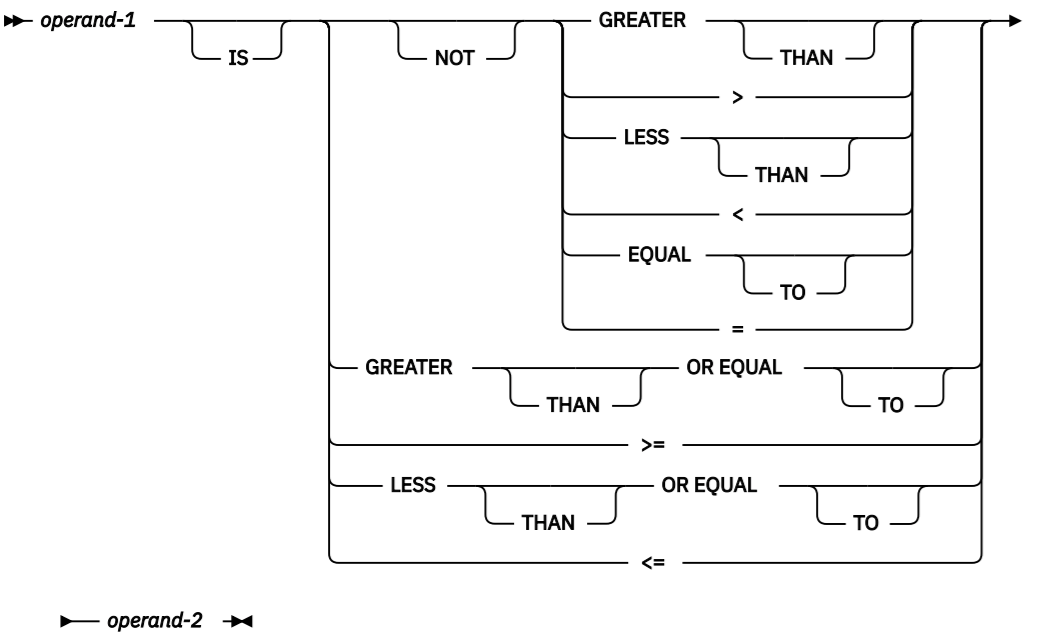 operand-1 GREATER
IS NOT THAN
>
LESS
THAN
<
EQUAL
TO
=
GREATER OR EQUAL
THAN TO
>=
LESS OR EQUAL
THAN TO
<=
operand-2